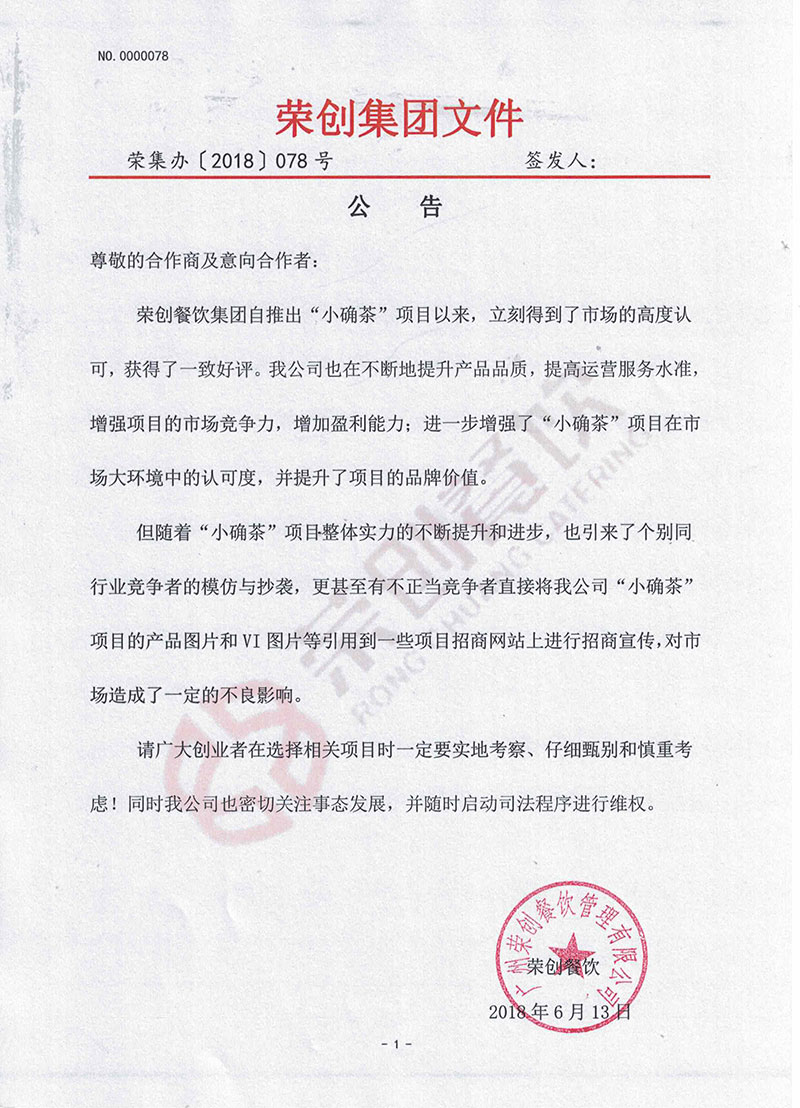 NO.0000078
荣创集团文件
荣集办〔2018〕078 号 签发人：
公 告
尊敬的合作商及意向合作者：
荣创餐饮集团自推出“小确茶”项目以来，立刻得到了市场的高度认
可，获得了一致好评。我公司也在不断地提升产品品质，提高运营服务水准，
增强项目的市场竞争力，增加盈利能力；进一步增强了“小确茶”项目在市
场大环境中的认可度，并提升了项目的品牌价值。
但随着“小确茶”项目整体实力的不断提升和进步，也引来了个别同
行业竞争者的模仿与抄袭，更甚至有不正当竞争者直接将我公司“小确茶”
项目的产品图片和 VI 图片等引用到一些项目招商网站上进行招商宣传，对市
场造成了一定的不良影响。
请广大创业者在选择相关项目时一定要实地考察、仔细甄别和慎重考
虑！同时我公司也密切关注事态发展，并随时启动司法程序进行维权。
荣创餐饮
RONG CHUANG CATERING
广州荣创餐饮管理有限公司
荣创餐饮
2018 年 6 月 13 日
- 1 -